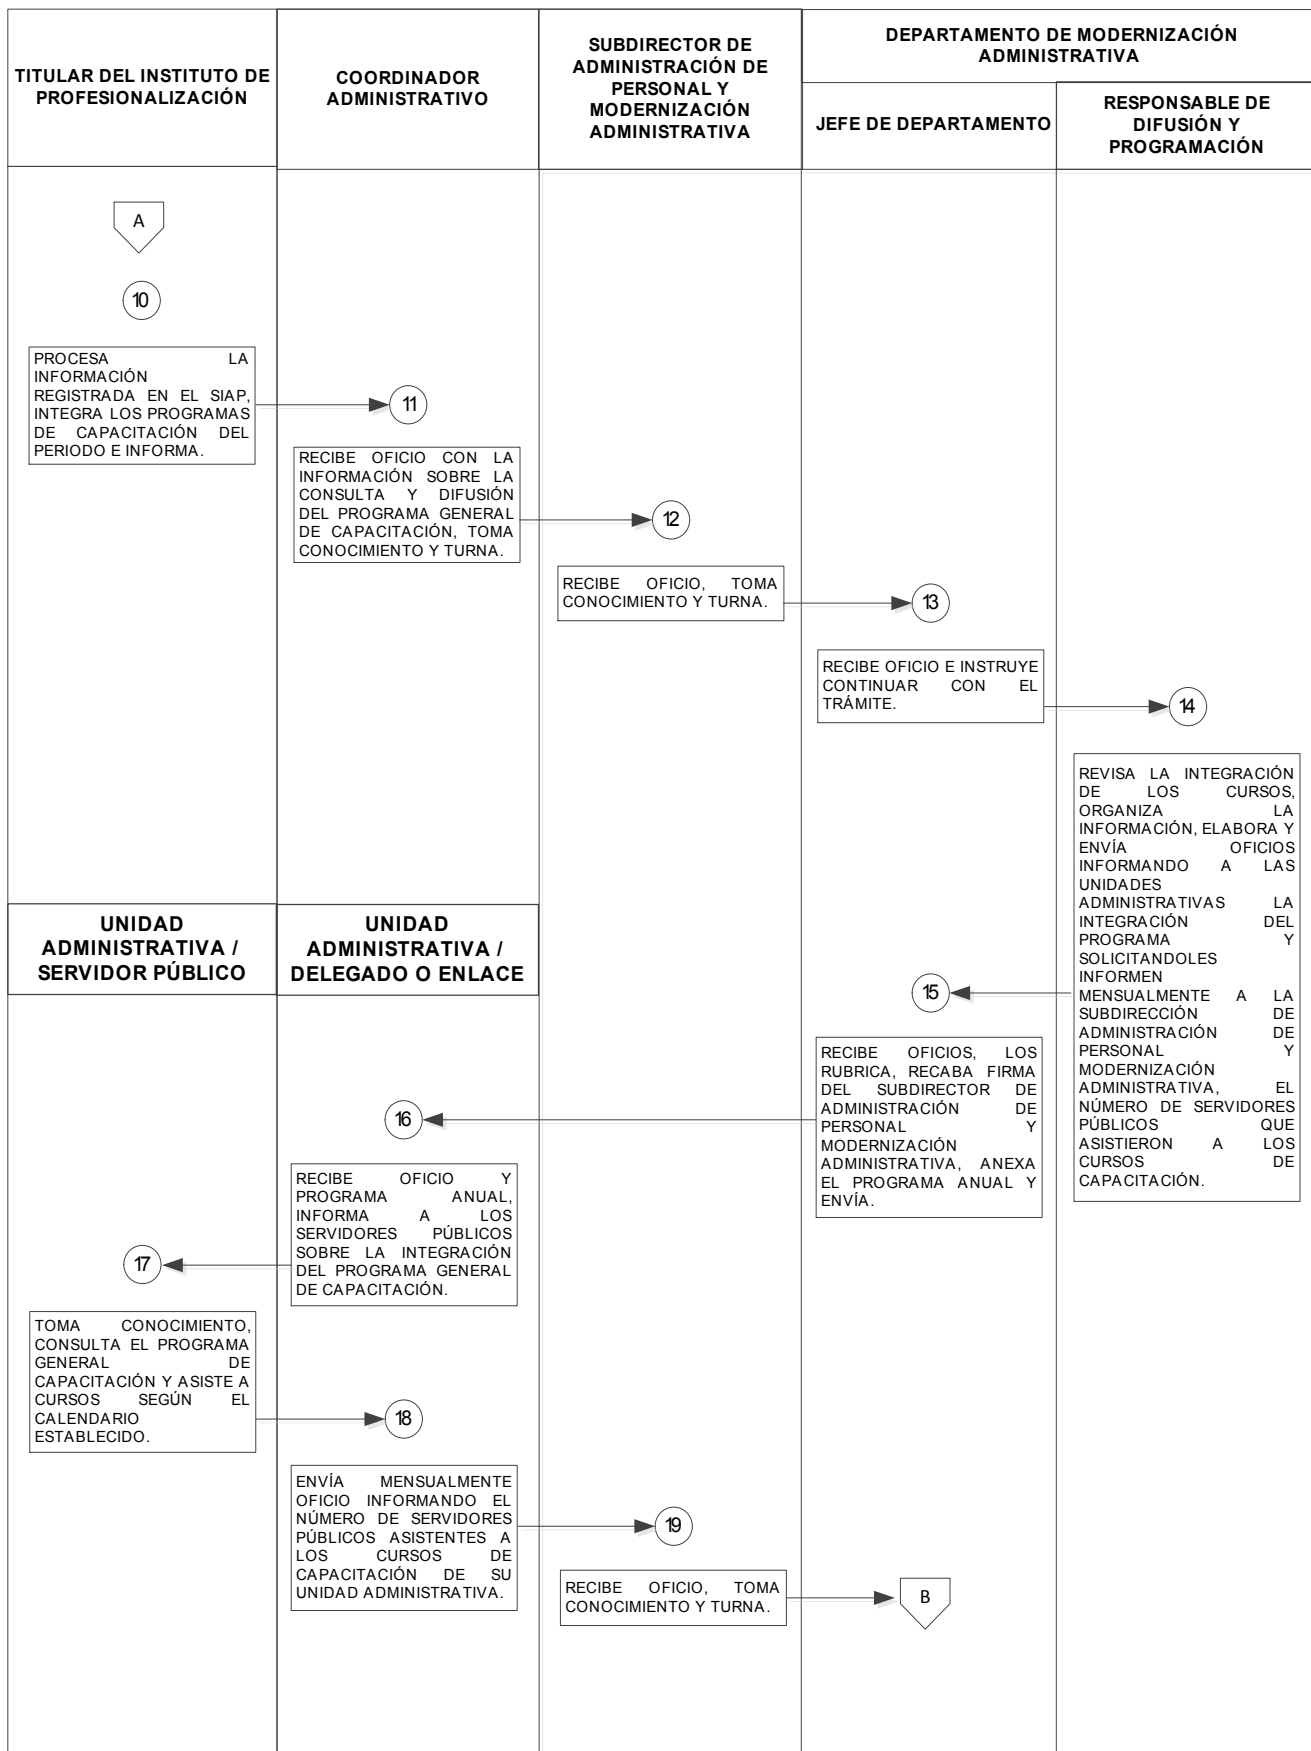 TITULAR DEL INSTITUTO DE
PROFESIONALIZACIÓN
COORDINADOR
ADMINISTRATIVO
SUBDIRECTOR DE
ADMINISTRACIÓN DE
PERSONAL Y
MODERNIZACIÓN
ADMINISTRATIVA
DEPARTAMENTO DE MODERNIZACIÓN
ADMINISTRATIVA
JEFE DE DEPARTAMENTO
RESPONSABLE DE
DIFUSIÓN Y
PROGRAMACIÓN
A
10
PROCESA LA
INFORMACIÓN
REGISTRADA EN EL SIAP,
INTEGRA LOS PROGRAMAS
DE CAPACITACIÓN DEL
PERIODO E INFORMA.
11
RECIBE OFICIO CON LA
INFORMACIÓN SOBRE LA
CONSULTA Y DIFUSIÓN
DEL PROGRAMA GENERAL
DE CAPACITACIÓN, TOMA
CONOCIMIENTO Y TURNA.
12
RECIBE OFICIO, TOMA
CONOCIMIENTO Y TURNA.
13
RECIBE OFICIO E INSTRUYE
CONTINUAR CON EL
TRÁMITE.
14
REVISA LA INTEGRACIÓN
DE LOS CURSOS,
ORGANIZA LA
INFORMACIÓN, ELABORA Y
ENVÍA OFICIOS
INFORMANDO A LAS
UNIDADES
ADMINISTRATIVAS LA
INTEGRACIÓN DEL
PROGRAMA Y
SOLICITANDOLES
INFORMEN
MENSUALMENTE A LA
SUBDIRECCIÓN DE
ADMINISTRACIÓN DE
PERSONAL Y
MODERNIZACIÓN
ADMINISTRATIVA, EL
NÚMERO DE SERVIDORES
PÚBLICOS QUE
ASISTIERON A LOS
CURSOS DE
CAPACITACIÓN.
UNIDAD
ADMINISTRATIVA /
SERVIDOR PÚBLICO
UNIDAD
ADMINISTRATIVA /
DELEGADO O ENLACE
15
RECIBE OFICIOS, LOS
RUBRICA, RECABA FIRMA
DEL SUBDIRECTOR DE
ADMINISTRACIÓN DE
PERSONAL Y
MODERNIZACIÓN
ADMINISTRATIVA, ANEXA
EL PROGRAMA ANUAL Y
ENVÍA.
16
RECIBE OFICIO Y
PROGRAMA ANUAL,
INFORMA A LOS
SERVIDORES PÚBLICOS
SOBRE LA INTEGRACIÓN
DEL PROGRAMA GENERAL
DE CAPACITACIÓN.
17
TOMA CONOCIMIENTO,
CONSULTA EL PROGRAMA
GENERAL DE
CAPACITACIÓN Y ASISTE A
CURSOS SEGÚN EL
CALENDARIO
ESTABLECIDO.
18
ENVÍA MENSUALMENTE
OFICIO INFORMANDO EL
NÚMERO DE SERVIDORES
PÚBLICOS ASISTENTES A
LOS CURSOS DE
CAPACITACIÓN DE SU
UNIDAD ADMINISTRATIVA.
19
RECIBE OFICIO, TOMA
CONOCIMIENTO Y TURNA.
B